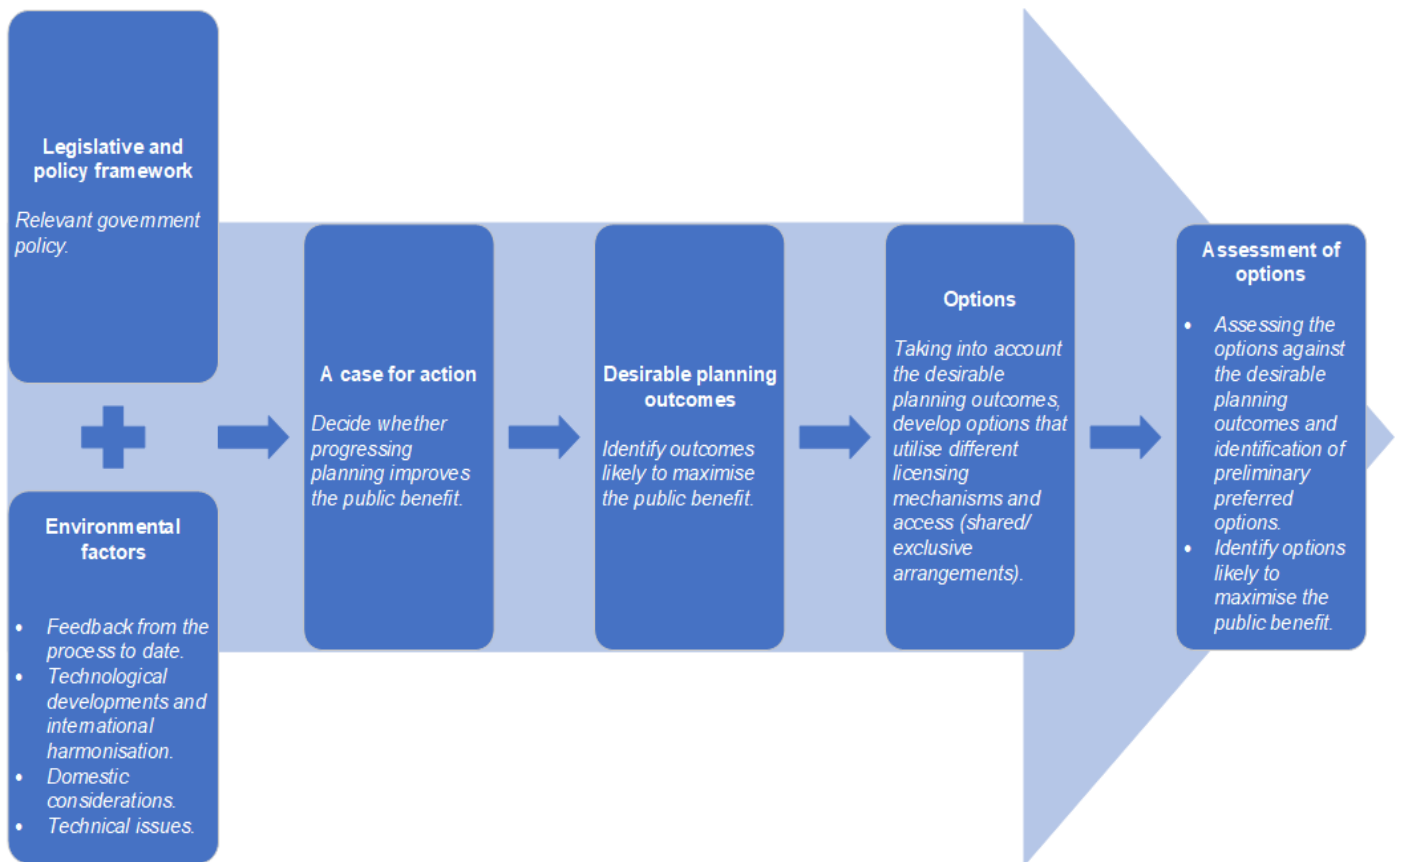 Legislative and
policy framework
Relevant government
policy.
Environmental
factors
• Feedback from the
process to date.
• Technological
developments and
international
harmonisation.
• Domestic
considerations.
• Technical issues.
A case for action
Decide whether
progressing
planning improves
the public benefit.
Desirable planning
outcomes
Identify outcomes
likely to maximise
the public benefit.
Options
Taking into account
the desirable
planning outcomes,
develop options that
utilise different
licensing
mechanisms and
access (shared/
exclusive
arrangements).
Assessment of
options
• Assessing the
options against
the desirable
planning
outcomes and
identification of
preliminary
preferred
options.
• Identify options
likely to
maximise the
public benefit.